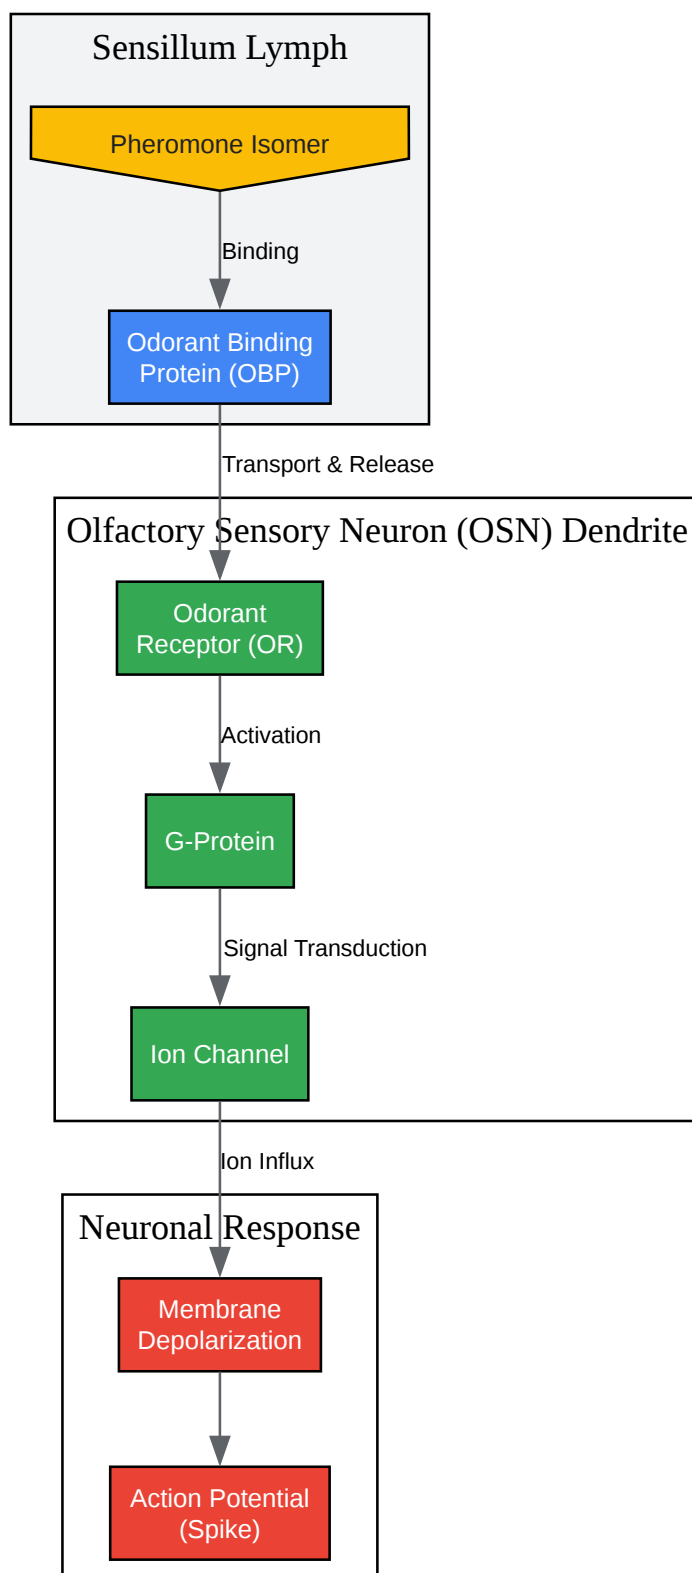 Sensillum Lymph
Pheromone Isomer
Binding
Odorant Binding
Protein (OBP)
Transport & Release
Olfactory Sensory Neuron (OSN) Dendrite
Odorant
Receptor (OR)
Activation
G-Protein
Signal Transduction
Ion Channel
Ion Influx
Neuronal Response
Membrane
Depolarization
Action Potential
(Spike)